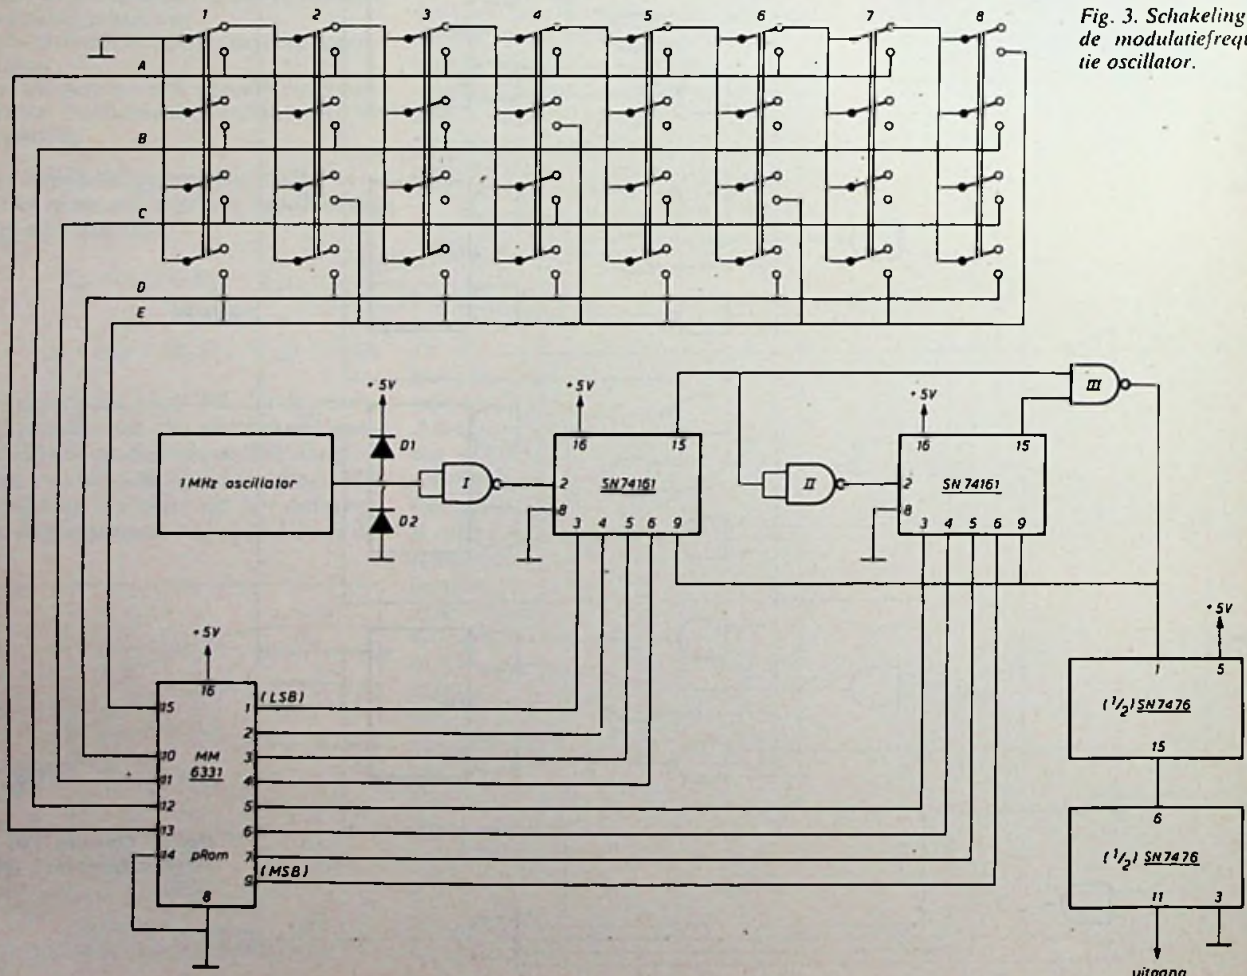 1 2 3 4 5 6 7 8
Fig. 3. Schakeling
de modulatiefrequ
tie oscillator.
A
B
C
D
E
+5V
D1
1 MHz oscillator
D2
I
+5V
16 15
2 SN74161
8
3 4 5 6 9
II
+5V
16 15
2 SN74161
8
3 4 5 6 9
III
+5V
1 5
(1/2) SN7476
15
6
(1/2) SN7476
11 3
uitgang
+5V
16
(LSB)
15 1
2
10 MM 3
11 6331 4
12 5
13 6
14 pRom 7
(MSB)
8 9